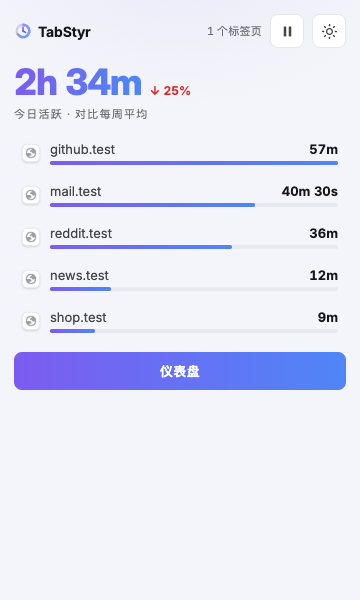 TabStyr
1 个标签页
2h 34m ↓ 25%
今日活跃 · 对比每周平均
github.test 57m
mail.test 40m 30s
reddit.test 36m
news.test 12m
shop.test 9m
仪表盘